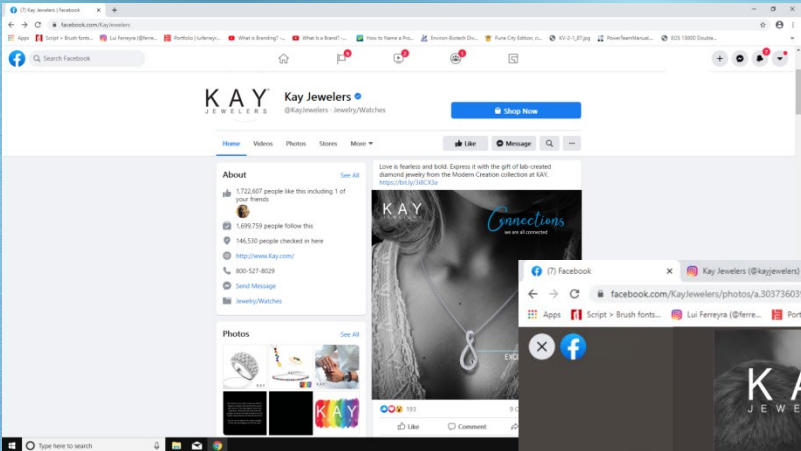 (7) Kay Jewelers | Facebook
facebook.com/KayJewelers
Apps Script > Brush fonts... Lui Ferreyra (@ferre... Portfolio | luiferreyr... What is Branding? -... What Is a Brand? -... How to Name a Pro... Environ-Biotech Div... Pune City Edition, ci... KV-2-1_87.jpg PowerTeamManual... EOS 1300D Double...
Search Facebook
KAY
JEWELERS
Kay Jewelers
@KayJewelers · Jewelry/Watches
Shop Now
Home Videos Photos Stores More
Like Message
About See All
1,722,607 people like this including 1 of
your friends
1,699,759 people follow this
146,530 people checked in here
http://www.Kay.com/
800-527-8029
Send Message
Jewelry/Watches
Photos See All
KAY
Love is fearless and bold. Express it with the gift of lab-created
diamond jewelry from the Modern Creation collection at KAY.
KAY
Connections
we are all connected
193
Like Comment
(7) Facebook Kay Jewelers (@kayjewelers)
facebook.com/KayJewelers/photos/a.30373603
Apps Script > Brush fonts... Lui Ferreyra (@ferre... Port
Type here to search